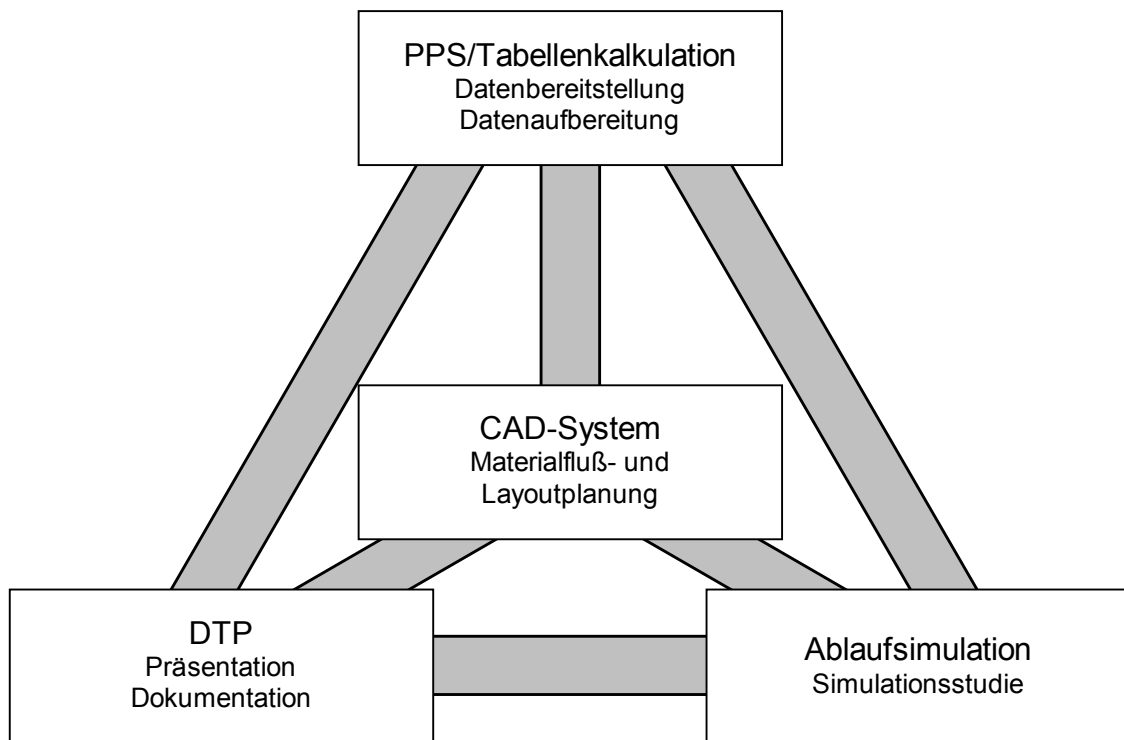 PPS/Tabellenkalkulation
Datenbereitstellung
Datenaufbereitung
CAD-System
Materialfluß- und
Layoutplanung
DTP
Präsentation
Dokumentation
Ablaufsimulation
Simulationsstudie